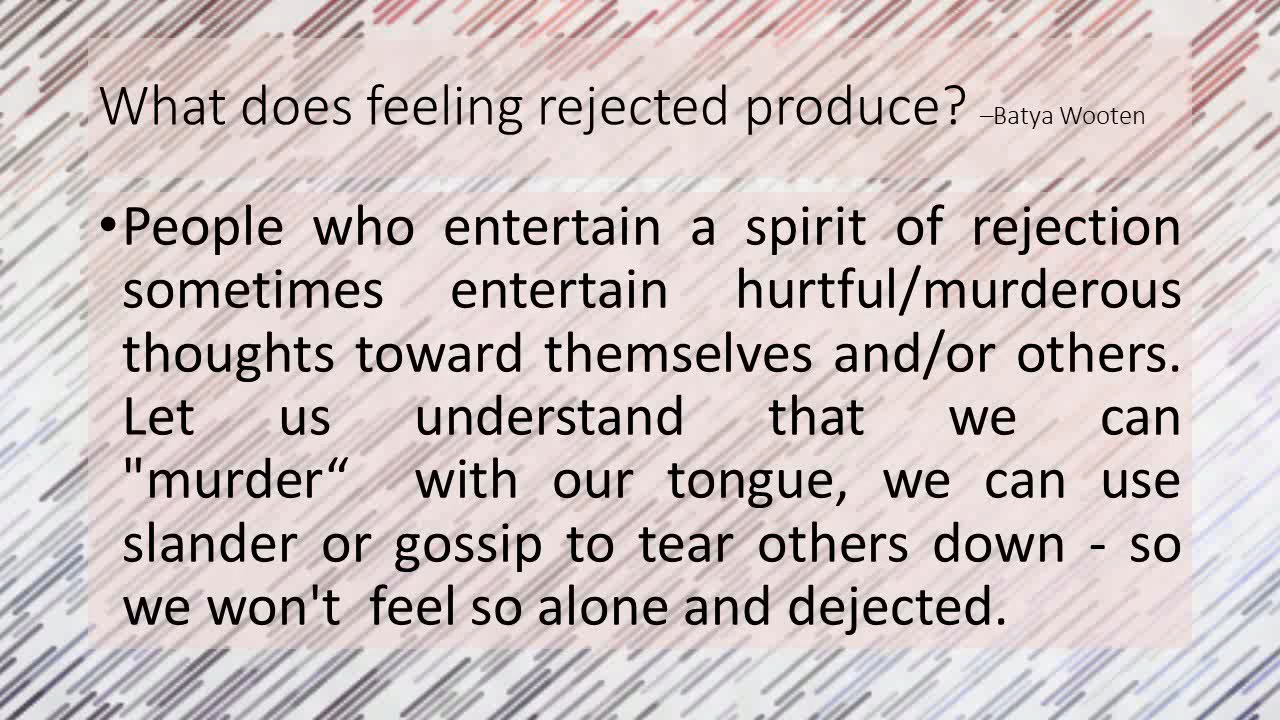 What does feeling rejected produce? –Batya Wooten
•People who entertain a spirit of rejection
sometimes entertain hurtful/murderous
thoughts toward themselves and/or others.
Let us understand that we can
"murder“ with our tongue, we can use
slander or gossip to tear others down - so
we won't  feel so alone and dejected.